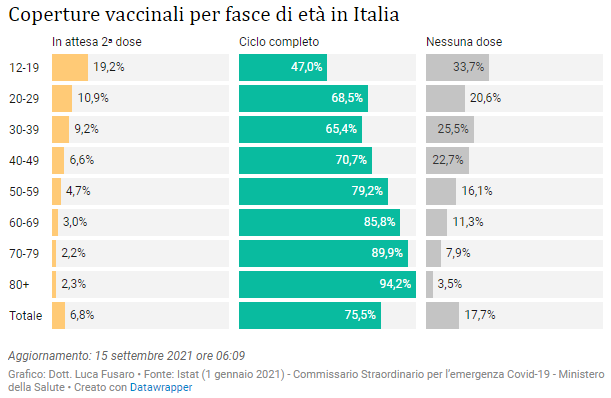 Coperture vaccinali per fasce di età in Italia
In attesa 2ª dose Ciclo completo Nessuna dose
12-19 19,2% 47,0% 33,7%
20-29 10,9% 68,5% 20,6%
30-39 9,2% 65,4% 25,5%
40-49 6,6% 70,7% 22,7%
50-59 4,7% 79,2% 16,1%
60-69 3,0% 85,8% 11,3%
70-79 2,2% 89,9% 7,9%
80+ 2,3% 94,2% 3,5%
Totale 6,8% 75,5% 17,7%
Aggiornamento: 15 settembre 2021 ore 06:09
Grafico: Dott. Luca Fusaro • Fonte: Istat (1 gennaio 2021) - Commissario Straordinario per l'emergenza Covid-19 - Ministero
della Salute • Creato con Datawrapper